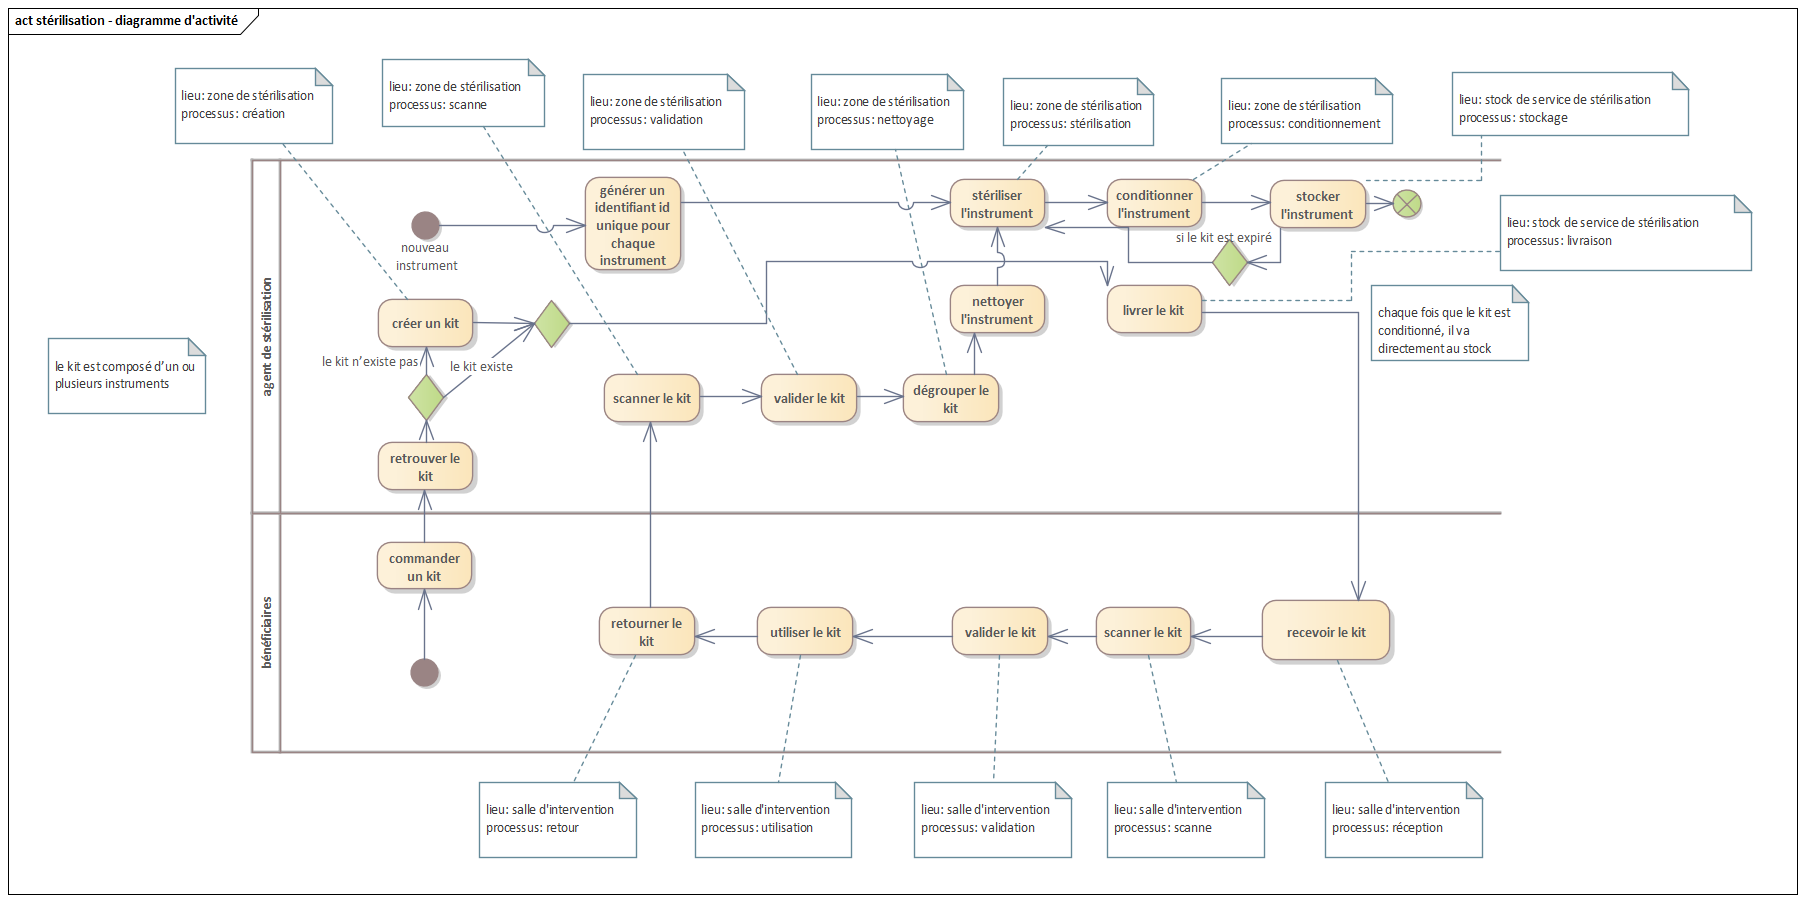 act stérilisation - diagramme d'activité
lieu: zone de stérilisation
processus: création
lieu: zone de stérilisation
processus: scanne
lieu: zone de stérilisation
processus: validation
lieu: zone de stérilisation
processus: nettoyage
lieu: zone de stérilisation
processus: stérilisation
lieu: zone de stérilisation
processus: conditionnement
lieu: stock de service de stérilisation
processus: stockage
agent de stérilisation
nouveau
instrument
générer un
identifiant id
unique pour
chaque
instrument
stériliser
l'instrument
conditionner
l'instrument
stocker
l'instrument
si le kit est expiré
lieu: stock de service de stérilisation
processus: livraison
créer un kit
nettoyer
l'instrument
livrer le kit
chaque fois que le kit est
conditionné, il va
directement au stock
le kit est composé d’un ou
plusieurs instruments
le kit n’existe pas
le kit existe
scanner le kit
valider le kit
dégrouper le
kit
retrouver le
kit
bénéficiaires
commander
un kit
retourner le
kit
utiliser le kit
valider le kit
scanner le kit
recevoir le kit
lieu: salle d'intervention
processus: retour
lieu: salle d'intervention
processus: utilisation
lieu: salle d'intervention
processus: validation
lieu: salle d'intervention
processus: scanne
lieu: salle d'intervention
processus: réception